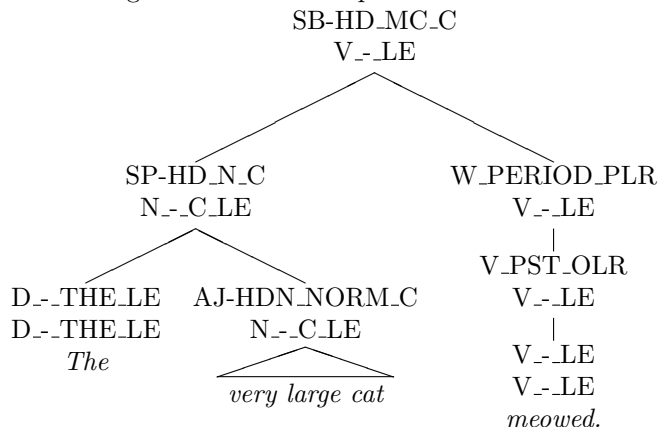 SB-HD_MC_C
V_-_LE
SP-HD_N_C
N_-_C_LE
W_PERIOD_PLR
V_-_LE
D_-_THE_LE
D_-_THE_LE
The
AJ-HDN_NORM_C
N_-_C_LE
very large cat
V_PST_OLR
V_-_LE
V_-_LE
V_-_LE
meowed.